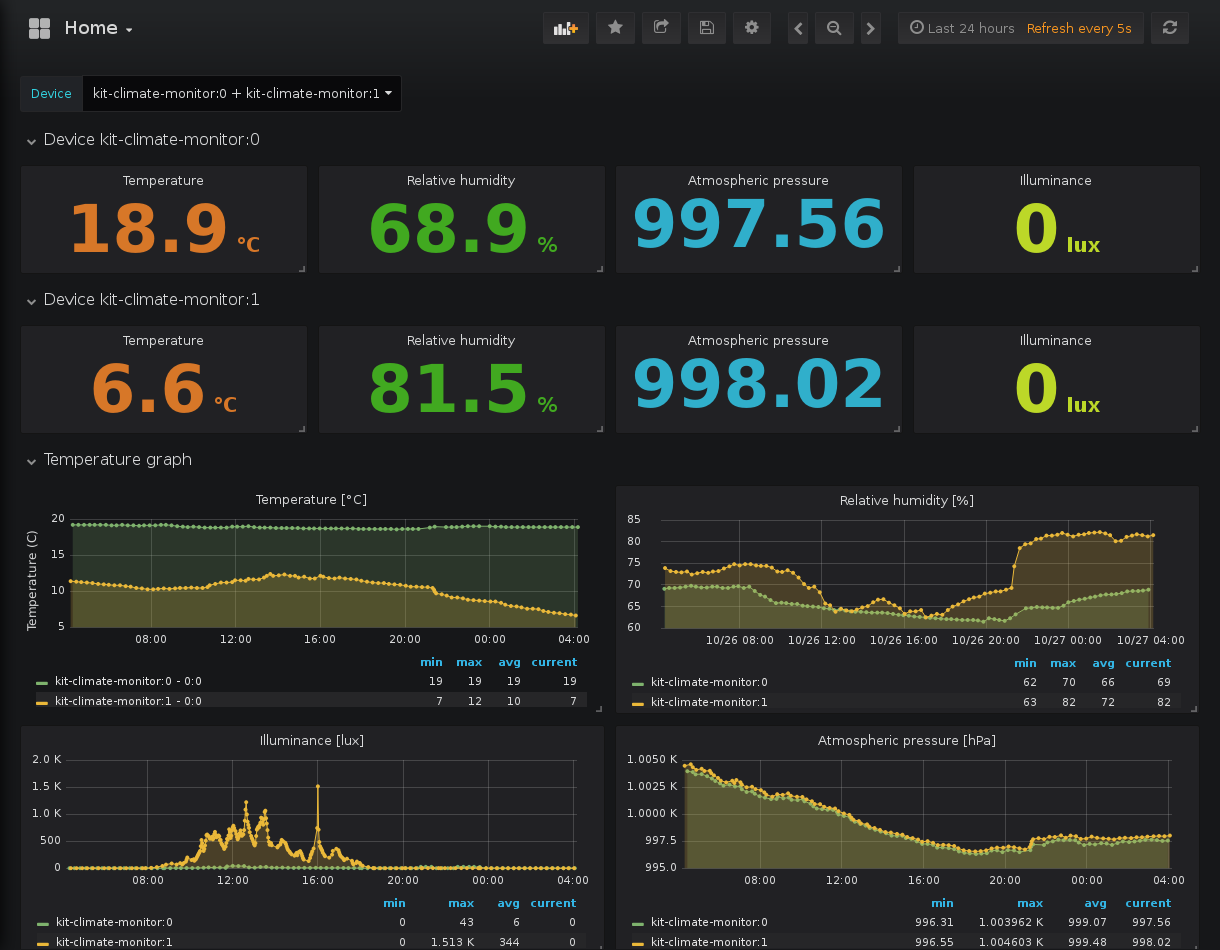 Home
Last 24 hours Refresh every 5s
Device kit-climate-monitor:0 + kit-climate-monitor:1
Device kit-climate-monitor:0
Temperature Relative humidity Atmospheric pressure Illuminance
18.9 °C 68.9 % 997.56 0 lux
Device kit-climate-monitor:1
Temperature Relative humidity Atmospheric pressure Illuminance
6.6 °C 81.5 % 998.02 0 lux
Temperature graph
Temperature [°C]
Temperature (C)
20
15
10
5
08:00 12:00 16:00 20:00 00:00 04:00
min max avg current
kit-climate-monitor:0 - 0:0 19 19 19 19
kit-climate-monitor:1 - 0:0 7 12 10 7
Relative humidity [%]
85
80
75
70
65
60
10/26 08:00 10/26 12:00 10/26 16:00 10/26 20:00 10/27 00:00 10/27 04:00
min max avg current
kit-climate-monitor:0 62 70 66 69
kit-climate-monitor:1 63 82 72 82
Illuminance [lux]
2.0 K
1.5 K
1.0 K
500
0
08:00 12:00 16:00 20:00 00:00 04:00
min max avg current
kit-climate-monitor:0 0 43 6 0
kit-climate-monitor:1 0 1.513 K 344 0
Atmospheric pressure [hPa]
1.0050 K
1.0025 K
1.0000 K
997.5
995.0
08:00 12:00 16:00 20:00 00:00 04:00
min max avg current
kit-climate-monitor:0 996.31 1.003962 K 999.07 997.56
kit-climate-monitor:1 996.55 1.004603 K 999.48 998.02